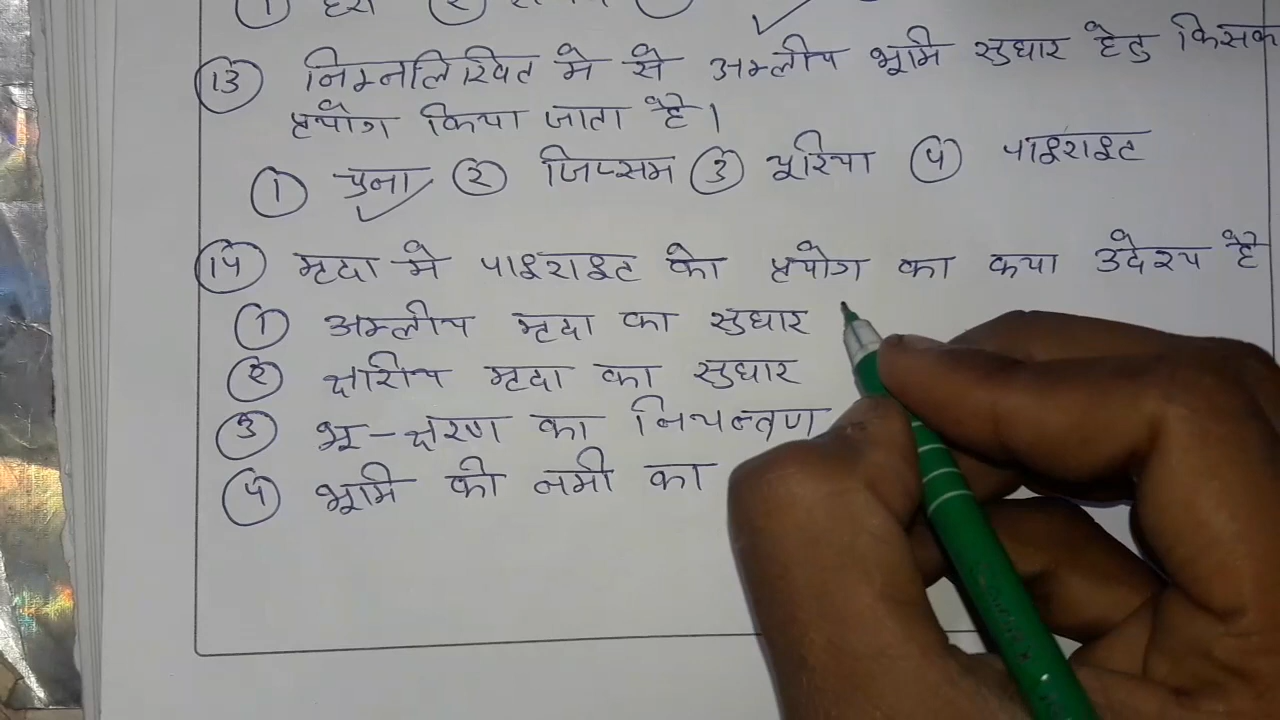 13 निम्नलिखित मे से अम्लीय भूमि सुधार हेतु किसक
प्रयोग किया जाता है।
1 चुना 2 जिप्सम 3 यूरिया 4 पाइराइट
14 मृदा मे पाइराइट के प्रयोग का क्या उदेश्य है
1 अम्लीय मृदा का सुधार
2 क्षारीय मृदा का सुधार
3 भू-क्षरण का नियन्त्रण
4 भूमि की नमी का